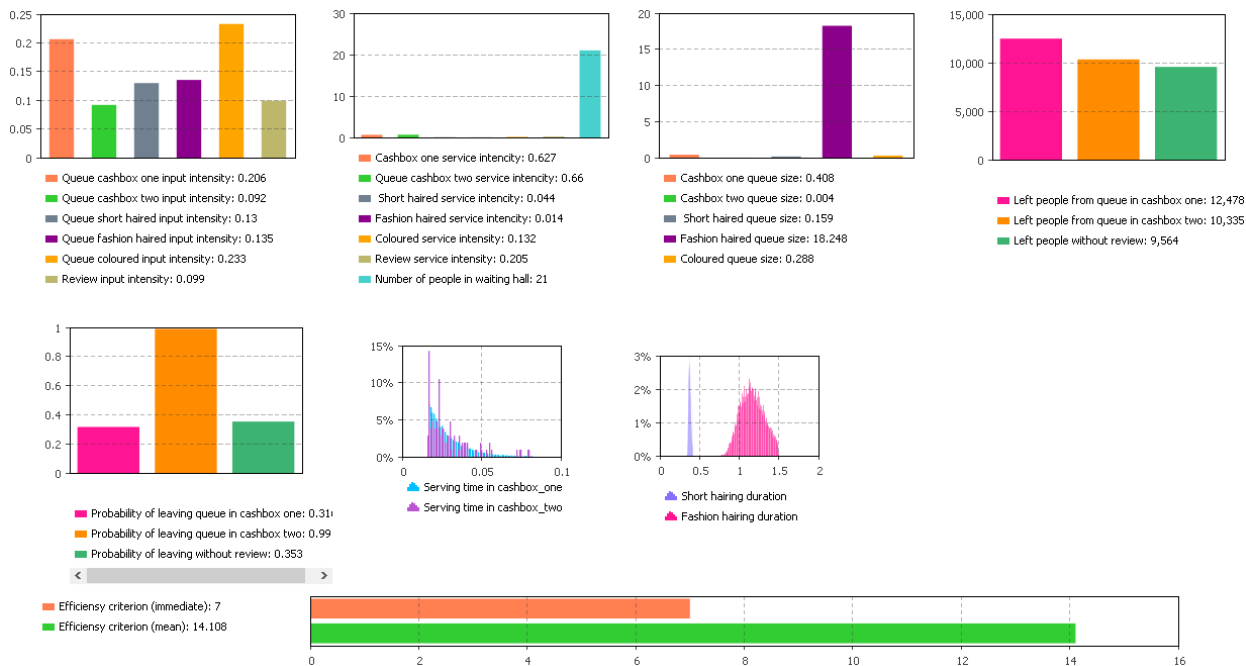 0.25
0.2
0.15
0.1
0.05
0
Queue cashbox one input intensity: 0.206
Queue cashbox two input intensity: 0.092
Queue short haired input intensity: 0.13
Queue fashion haired input intensity: 0.135
Queue coloured input intensity: 0.233
Review input intensity: 0.099
30
20
10
0
Cashbox one service intencity: 0.627
Queue cashbox two service intencity: 0.66
Short haired service intencity: 0.044
Fashion haired service intencity: 0.014
Coloured service intensity: 0.132
Review service intensity: 0.205
Number of people in waiting hall: 21
20
15
10
5
0
Cashbox one queue size: 0.408
Cashbox two queue size: 0.004
Short haired queue size: 0.159
Fashion haired queue size: 18.248
Coloured queue size: 0.288
15,000
10,000
5,000
0
Left people from queue in cashbox one: 12,478
Left people from queue in cashbox two: 10,335
Left people without review: 9,564
1
0.8
0.6
0.4
0.2
0
Probability of leaving queue in cashbox one: 0.31
Probability of leaving queue in cashbox two: 0.99
Probability of leaving without review: 0.353
15%
10%
5%
0%
0 0.05 0.1
Serving time in cashbox_one
Serving time in cashbox_two
3%
2%
1%
0%
0 0.5 1 1.5 2
Short hairing duration
Fashion hairing duration
Efficiensy criterion (immediate): 7
Efficiensy criterion (mean): 14.108
0 2 4 6 8 10 12 14 16